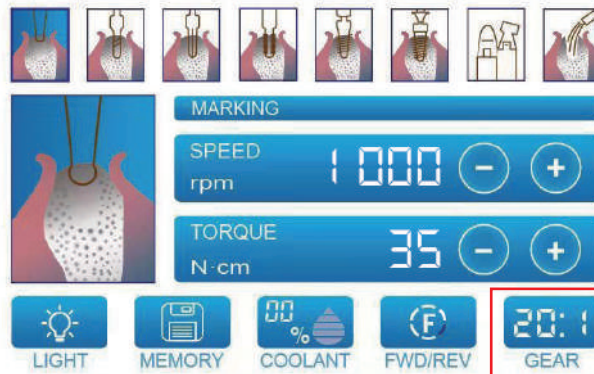 MARKING
SPEED
rpm
1000
TORQUE
N·cm
35
00
%
F
20:1
LIGHT
MEMORY
COOLANT
FWD/REV
GEAR